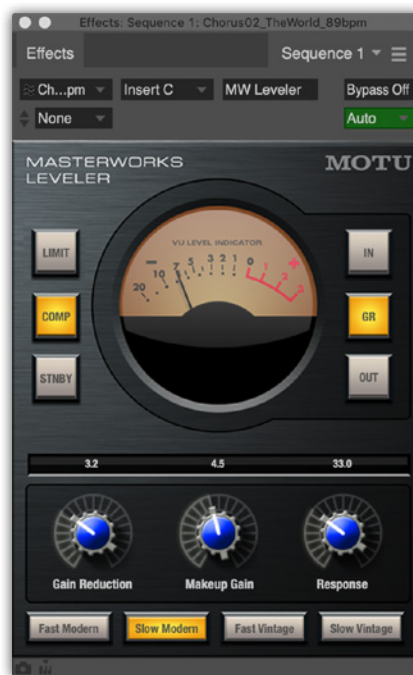 Effects: Sequence 1: Chorus02_TheWorld_89bpm
Effects Sequence 1
Ch...pm Insert C MW Leveler Bypass Off
None Auto
MASTERWORKS
LEVELER
MOTU
VU LEVEL INDICATOR
- 20 10 7 5 3 2 1 0 1 2 3 +
LIMIT IN
COMP GR
STNBY OUT
3.2 4.5 33.0
Gain Reduction Makeup Gain Response
Fast Modern Slow Modern Fast Vintage Slow Vintage